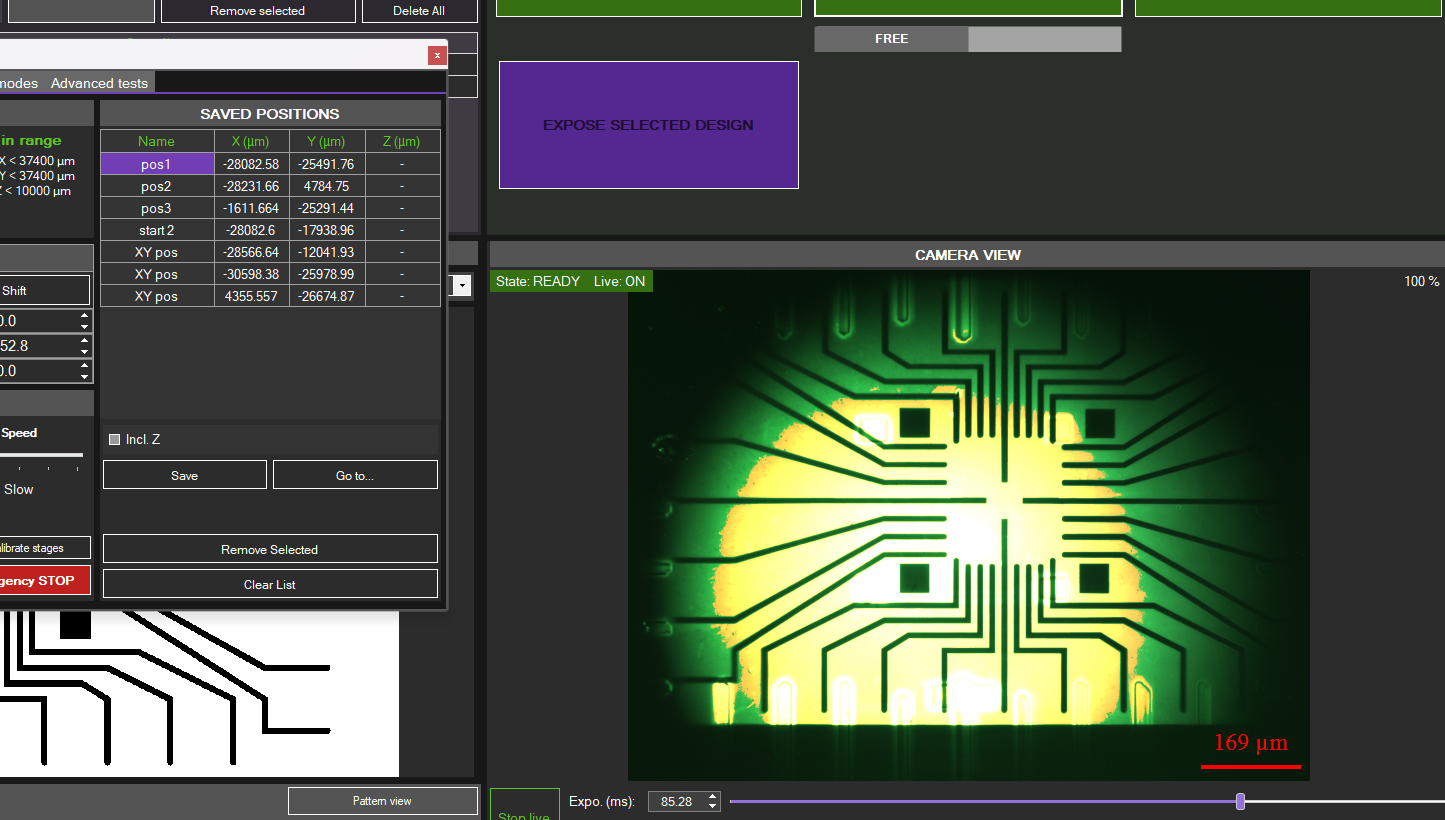 Remove selected
Delete All
FREE
modes
Advanced tests
SAVED POSITIONS
in range
Name X (µm) Y (µm) Z (µm)
X < 37400 µm
Y < 37400 µm
Z < 10000 µm
pos1 -28082.58 -25491.76 -
pos2 -28231.66 4784.75 -
pos3 -1611.664 -25291.44 -
start 2 -28082.6 -17938.96 -
XY pos -28566.64 -12041.93 -
XY pos -30598.38 -25978.99 -
XY pos 4355.557 -26674.87 -
EXPOSE SELECTED DESIGN
CAMERA VIEW
State: READY Live: ON
100 %
Shift
0.0
52.8
0.0
Speed
Slow
Incl. Z
Save
Go to...
Remove Selected
Clear List
alibrate stages
gency STOP
169 µm
Pattern view
Stop live
Expo. (ms): 85.28